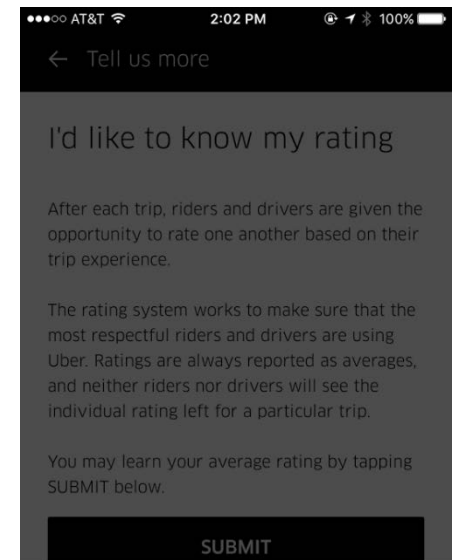 AT&T 2:02 PM 100%
← Tell us more
I'd like to know my rating
After each trip, riders and drivers are given the
opportunity to rate one another based on their
trip experience.
The rating system works to make sure that the
most respectful riders and drivers are using
Uber. Ratings are always reported as averages,
and neither riders nor drivers will see the
individual rating left for a particular trip.
You may learn your average rating by tapping
SUBMIT below.
SUBMIT